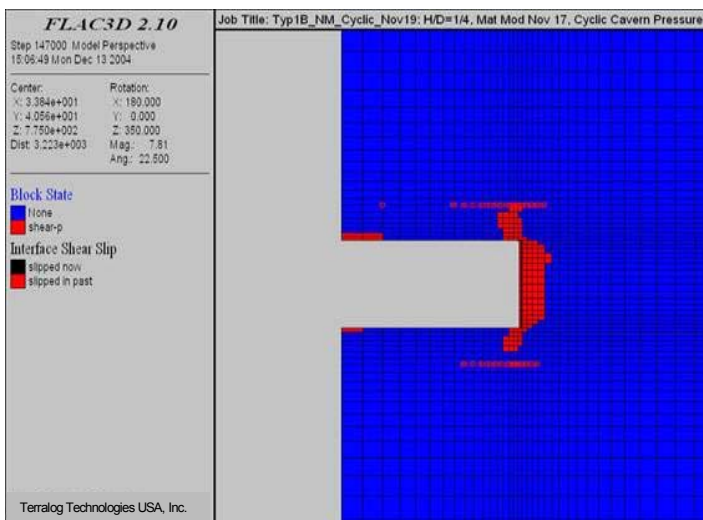 FLAC3D 2.10
Step 147000 Model Perspective
15:06:49 Mon Dec 13 2004
Center: Rotation:
X: 3.384e+001 X: 180.000
Y: 4.056e+001 Y: 0.000
Z: 7.750e+002 Z: 350.000
Dist: 3.223e+003 Mag.: 7.81
Ang.: 22.500
Block State
None
shear-p
Interface Shear Slip
slipped now
slipped in past
Terralog Technologies USA, Inc.
Job Title: Typ1B_NM_Cyclic_Nov19: H/D=1/4, Mat Mod Nov 17, Cyclic Cavern Pressure